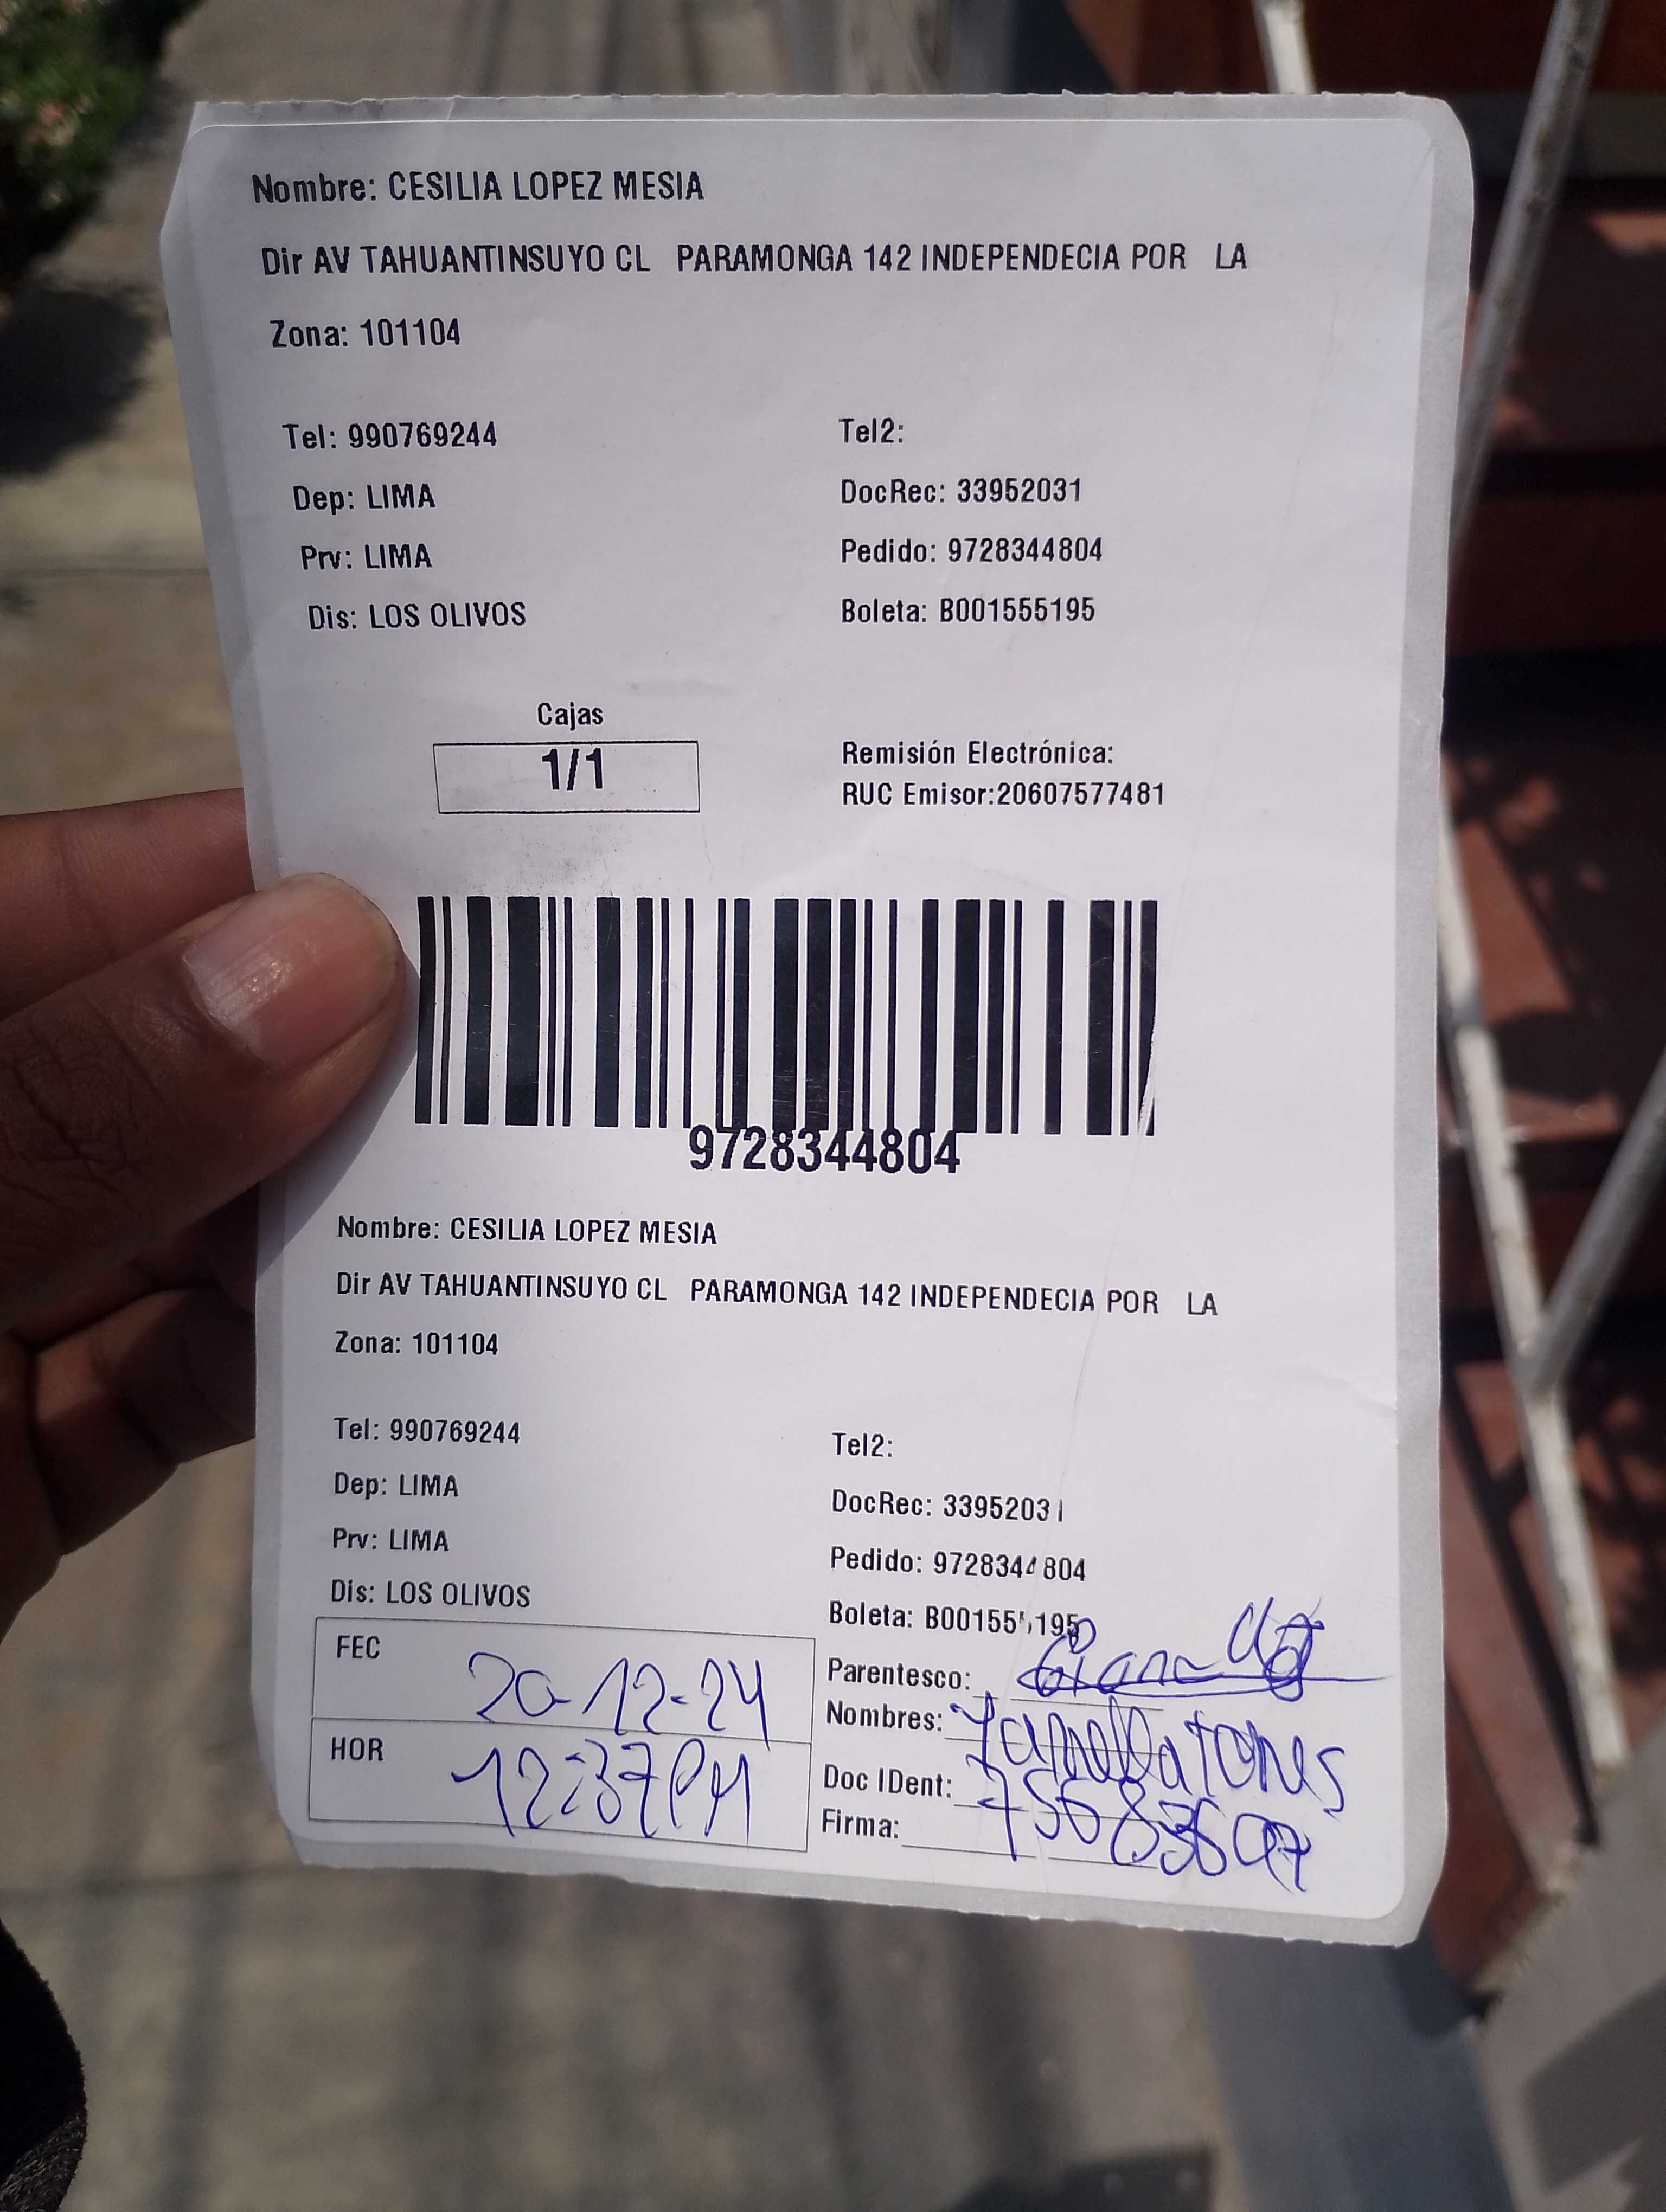 Nombre: CESILIA LOPEZ MESIA
Dir AV TAHUANTINSUYO CL PARAMONGA 142 INDEPENDECIA POR LA
Zona: 101104
Tel: 990769244
Tel2:
Dep: LIMA
DocRec: 33952031
Prv: LIMA
Pedido: 9728344804
Dis: LOS OLIVOS
Boleta: B001555195
Cajas
1/1
Remisión Electrónica:
RUC Emisor:20607577481
9728344804
Nombre: CESILIA LOPEZ MESIA
Dir AV TAHUANTINSUYO CL PARAMONGA 142 INDEPENDECIA POR LA
Zona: 101104
Tel: 990769244
Tel2:
Dep: LIMA
DocRec: 33952031
Prv: LIMA
Pedido: 9728344804
Dis: LOS OLIVOS
Boleta: B001555195
FEC 20-12-24
Parentesco:
Nombres:
HOR 12:37PM
Doc IDent:
Firma: